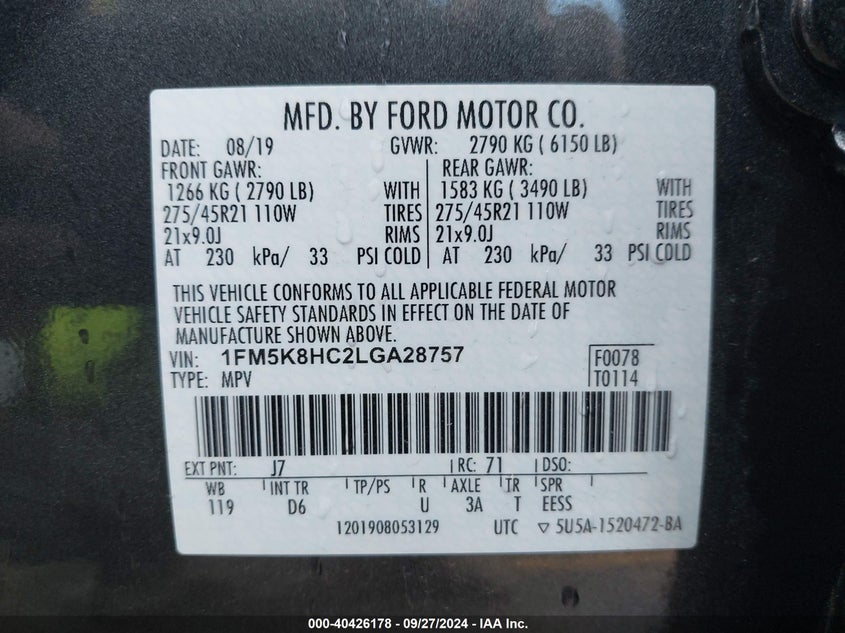 MFD. BY FORD MOTOR CO.
DATE: 08/19 GVWR: 2790 KG ( 6150 LB)
FRONT GAWR: REAR GAWR:
1266 KG ( 2790 LB) WITH 1583 KG ( 3490 LB) WITH
275/45R21 110W TIRES 275/45R21 110W TIRES
21x9.0J RIMS 21x9.0J RIMS
AT 230 kPa/ 33 PSI COLD AT 230 kPa/ 33 PSI COLD
THIS VEHICLE CONFORMS TO ALL APPLICABLE FEDERAL MOTOR
VEHICLE SAFETY STANDARDS IN EFFECT ON THE DATE OF
MANUFACTURE SHOWN ABOVE.
VIN: 1FM5K8HC2LGA28757 F0078
TYPE: MPV T0114
EXT PNT: J7 RC: 71 DSO:
WB INT TR TP/PS R AXLE TR SPR
119 D6 U 3A T EESS
1201908053129 UTC ▽ 5U5A-1520472-BA
000-40426178 - 09/27/2024 - IAA Inc.